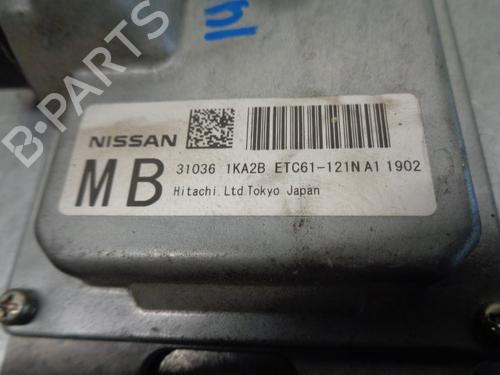 B-PARTS
NISSAN
MB
31036 1KA2B ETC61-121N A1 1902
Hitachi.Ltd.Tokyo Japan